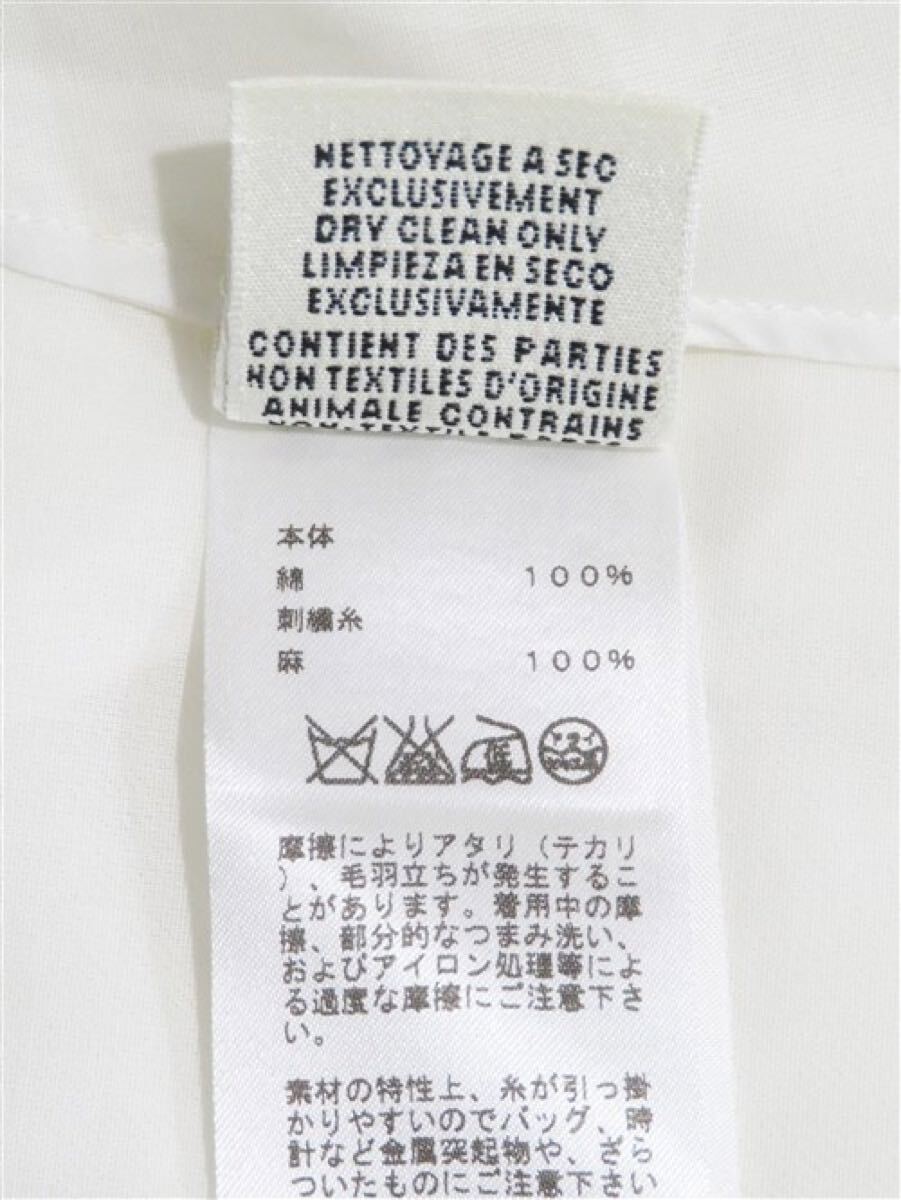 NETTOYAGE A SEC
EXCLUSIVEMENT
DRY CLEAN ONLY
LIMPIEZA EN SECO
EXCLUSIVAMENTE
CONTIENT DES PARTIES
NON TEXTILES D'ORIGINE
ANIMALE CONTRAINS
本体
綿 100%
刺繍糸
麻 100%
摩擦によりアタリ（テカリ
）、毛羽立ちが発生するこ
とがあります。着用中の摩
擦、部分的なつまみ洗い、
およびアイロン処理等によ
る過度な摩擦にご注意下さ
い。
素材の特性上、糸が引っ掛
かりやすいのでバッグ、時
計など金属突起物や、ざら
ついたものにご注意下さい